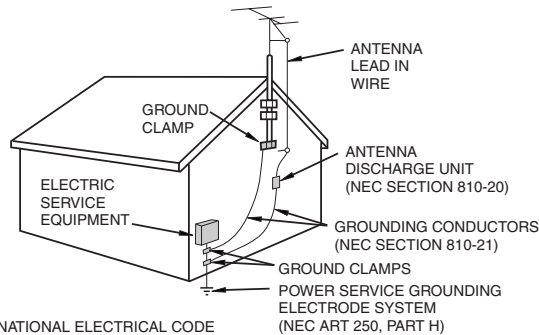 ANTENNA
LEAD IN
WIRE
GROUND
CLAMP
ANTENNA
DISCHARGE UNIT
(NEC SECTION 810-20)
ELECTRIC
SERVICE
EQUIPMENT
GROUNDING CONDUCTORS
(NEC SECTION 810-21)
GROUND CLAMPS
POWER SERVICE GROUNDING
ELECTRODE SYSTEM
(NEC ART 250, PART H)
NATIONAL ELECTRICAL CODE